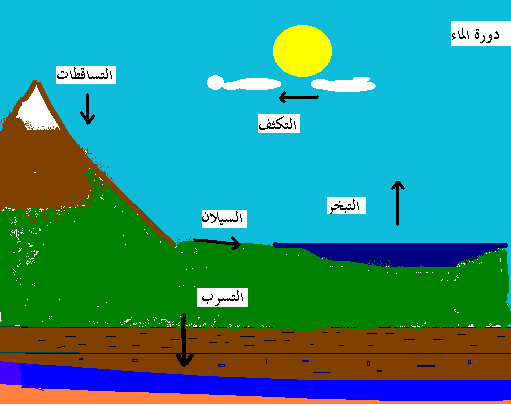 دورة الماء
التساقطات
التكثف
التبخر
السيلان
التسرب